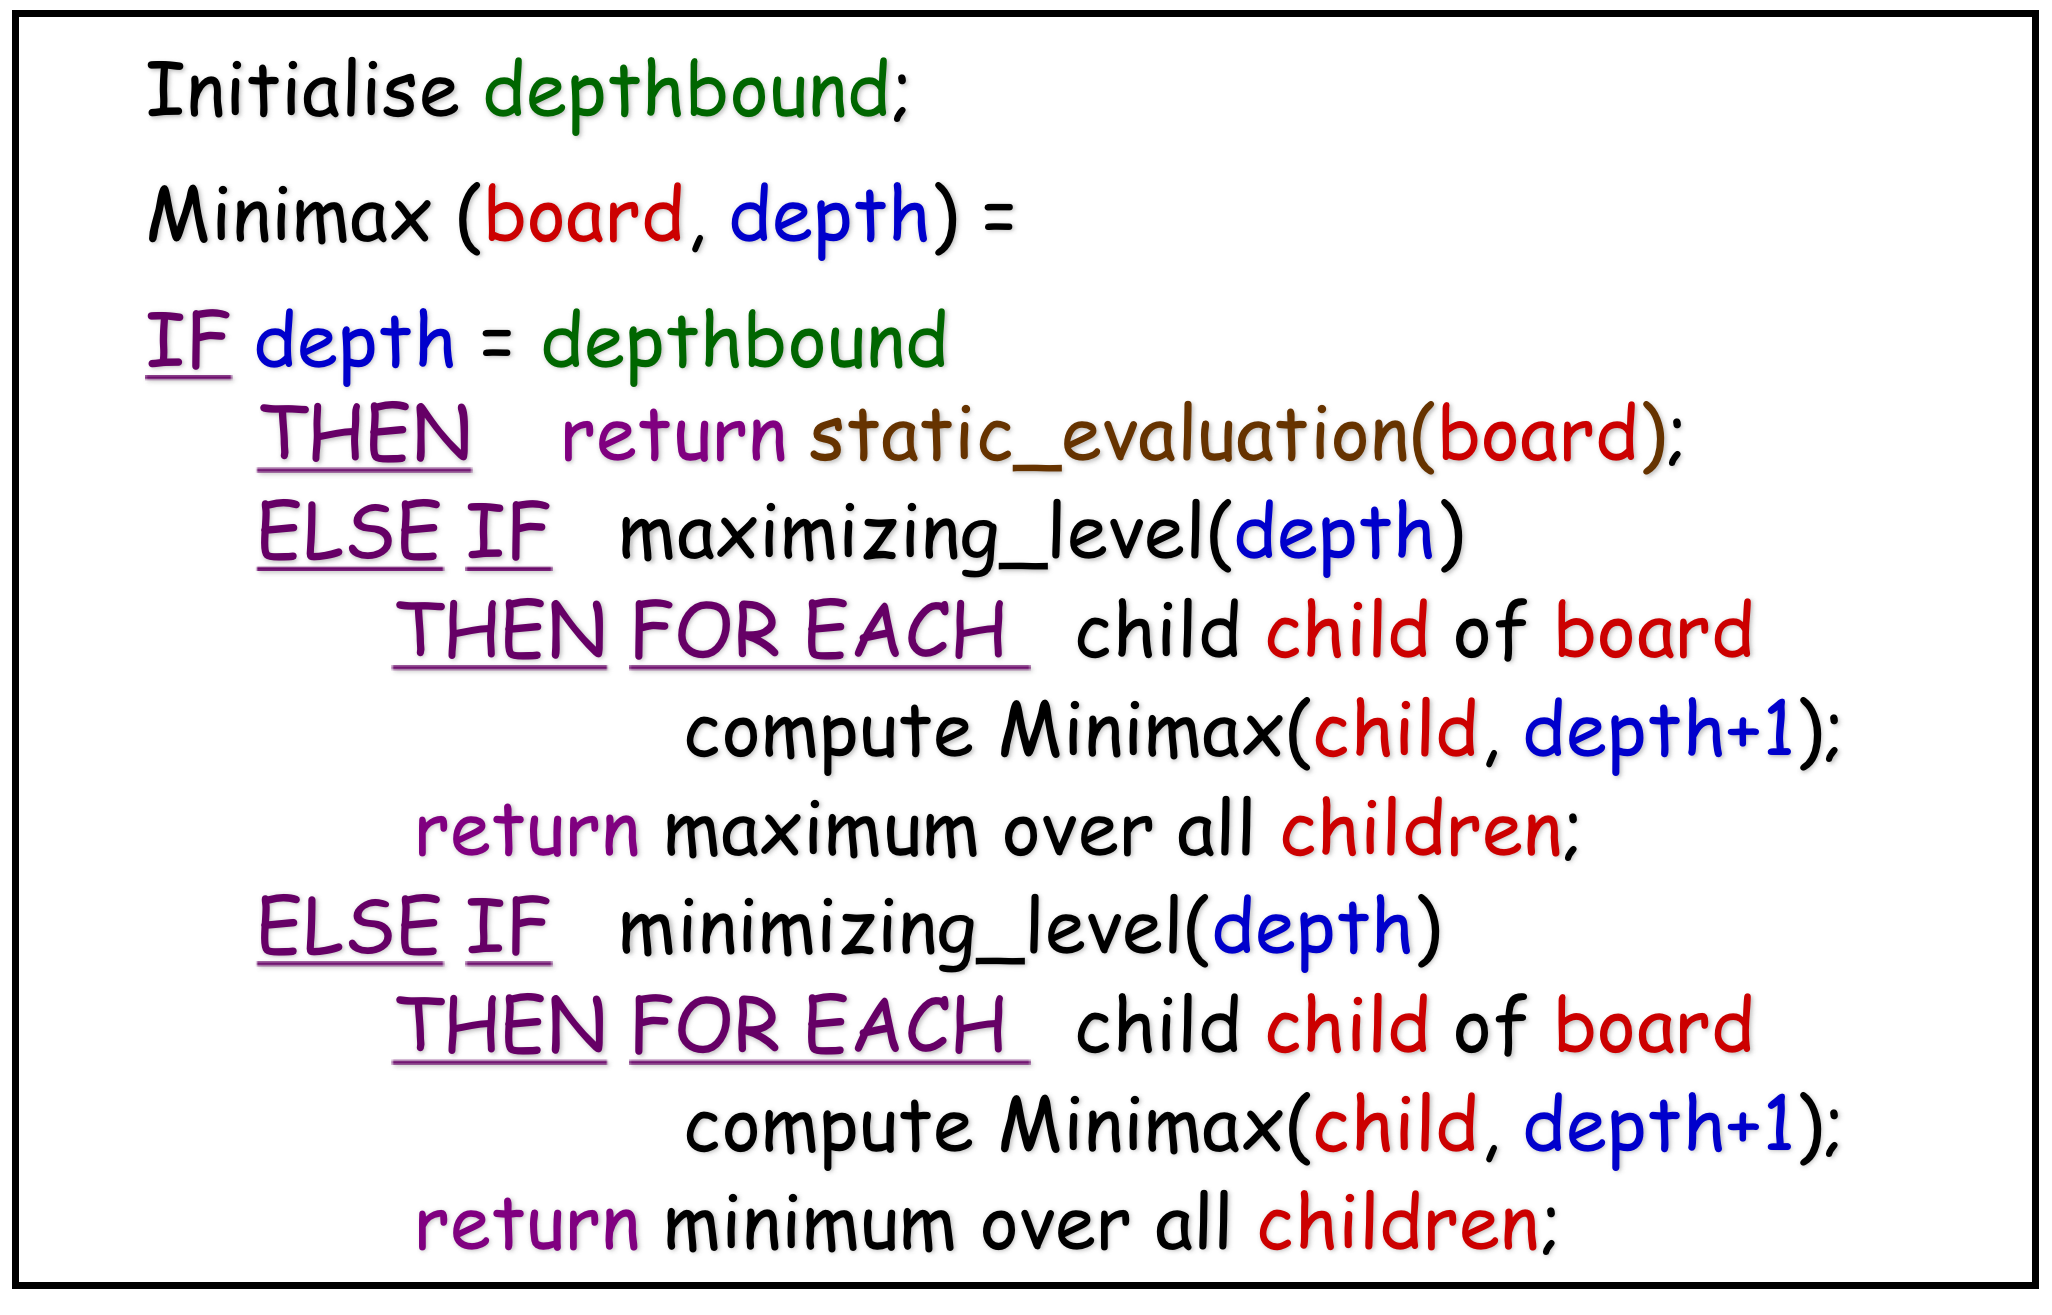 Initialise depthbound;
Minimax (board, depth) =
IF depth = depthbound
THEN return static_evaluation(board);
ELSE IF maximizing_level(depth)
THEN FOR EACH child child of board
compute Minimax(child, depth+1);
return maximum over all children;
ELSE IF minimizing_level(depth)
THEN FOR EACH child child of board
compute Minimax(child, depth+1);
return minimum over all children;